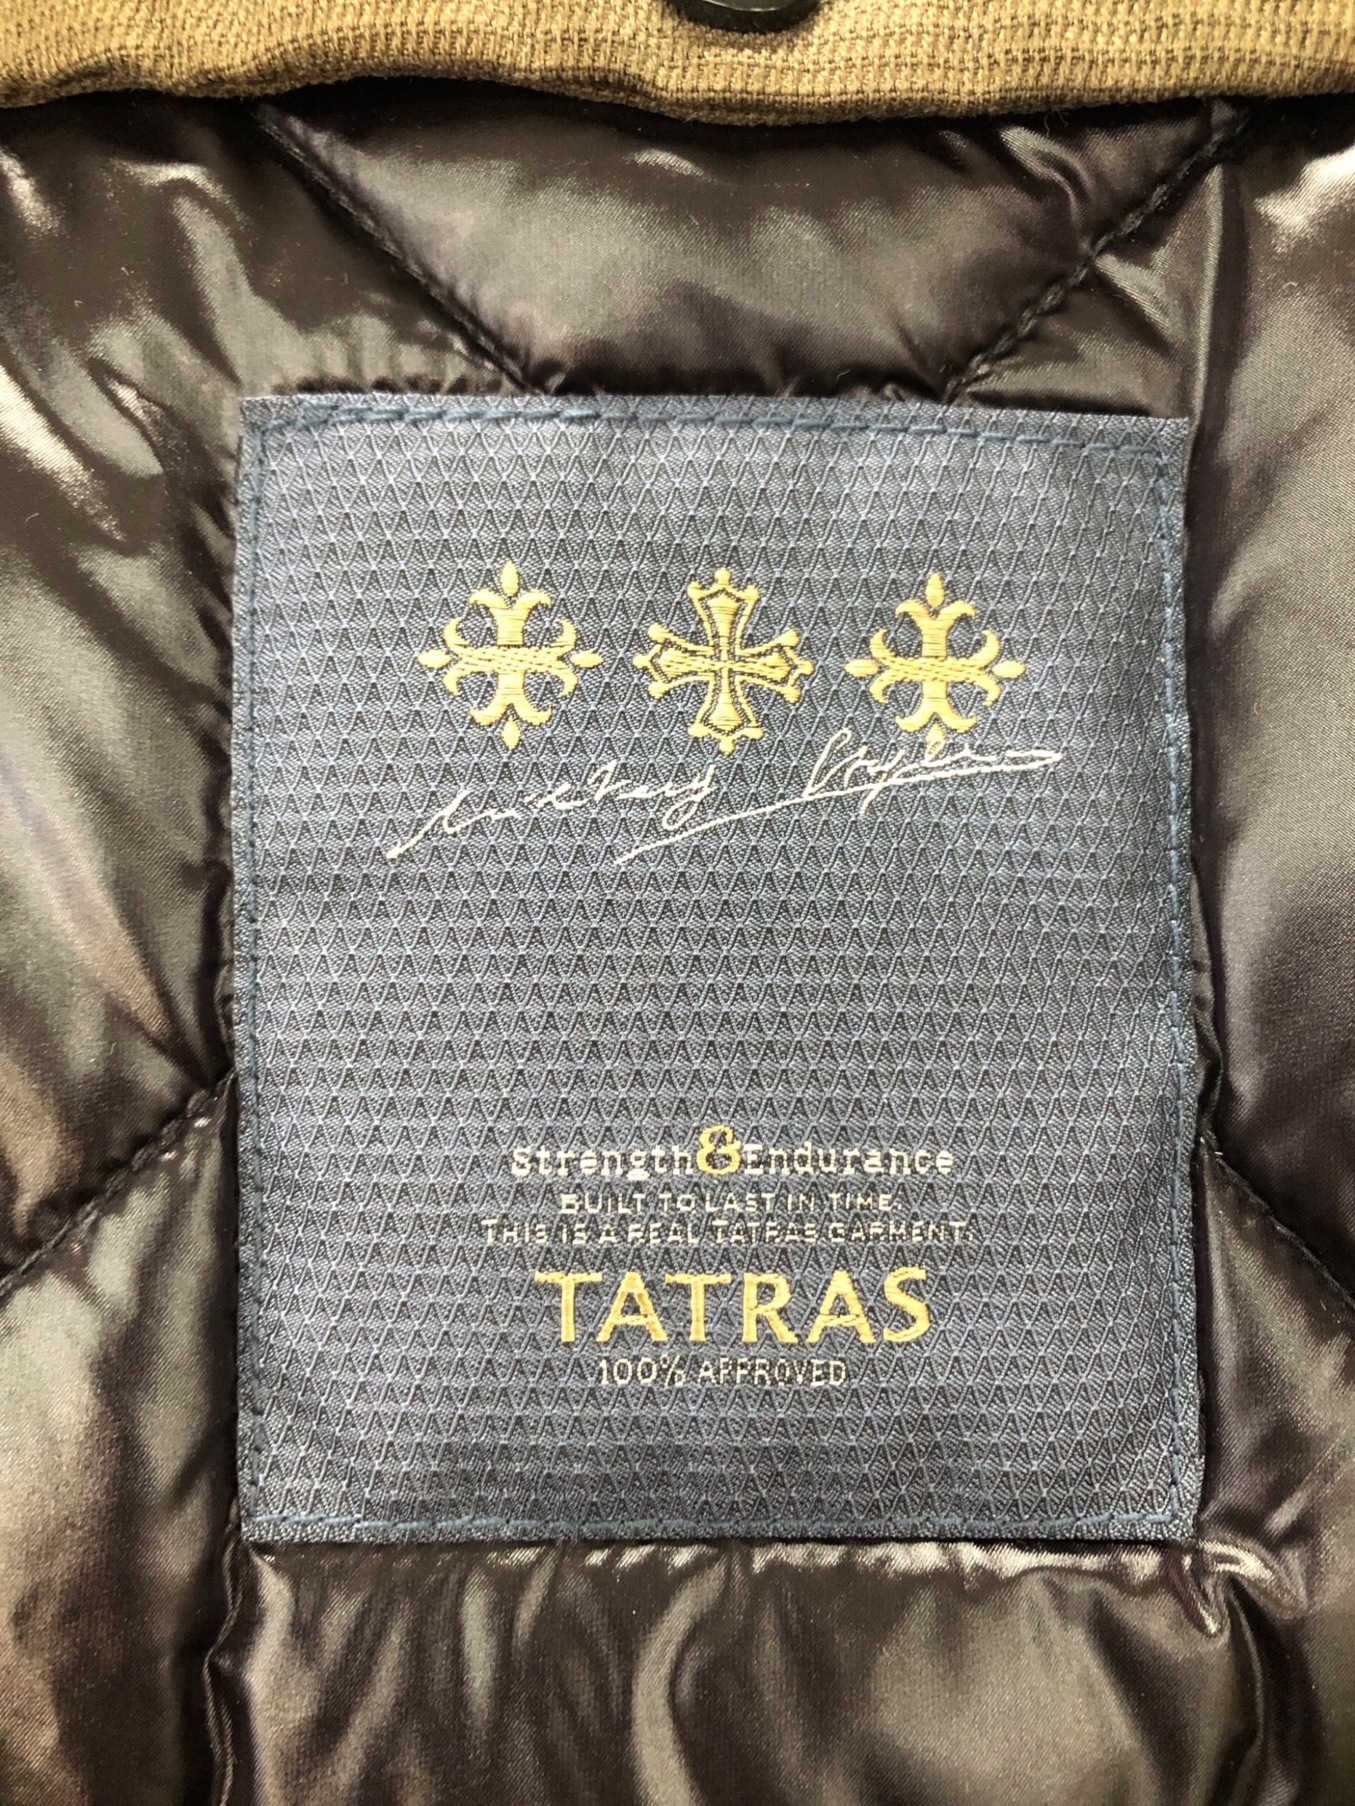 Strength & Endurance
BUILT TO LAST IN TIME.
THIS IS A REAL TATRAS GARMENT.
TATRAS
100% APPROVED